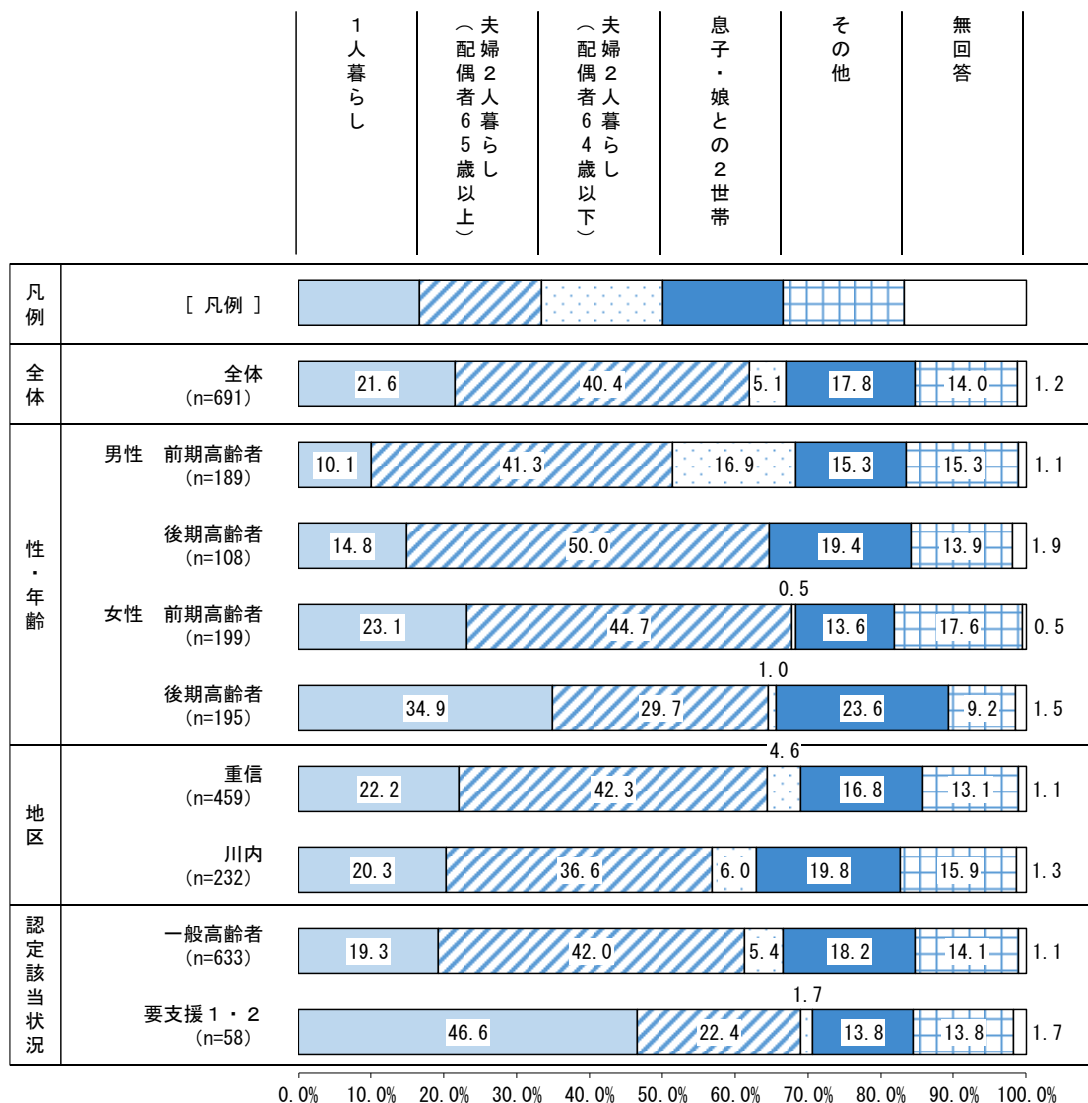 1人暮らし
夫婦2人暮らし
(配偶者65歳以上)
夫婦2人暮らし
(配偶者64歳以下)
息子・娘との2世帯
その他
無回答
凡例
[ 凡例 ]
全体
全体
(n=691)
21.6
40.4
5.1
17.8
14.0
1.2
性・年齢
男性 前期高齢者
(n=189)
10.1
41.3
16.9
15.3
15.3
1.1
後期高齢者
(n=108)
14.8
50.0
19.4
13.9
1.9
女性 前期高齢者
(n=199)
23.1
44.7
0.5
13.6
17.6
0.5
後期高齢者
(n=195)
34.9
29.7
1.0
23.6
9.2
1.5
地区
重信
(n=459)
22.2
42.3
4.6
16.8
13.1
1.1
川内
(n=232)
20.3
36.6
6.0
19.8
15.9
1.3
認定該当状況
一般高齢者
(n=633)
19.3
42.0
5.4
18.2
14.1
1.1
要支援1・2
(n=58)
46.6
22.4
1.7
13.8
13.8
1.7
0.0% 10.0% 20.0% 30.0% 40.0% 50.0% 60.0% 70.0% 80.0% 90.0% 100.0%